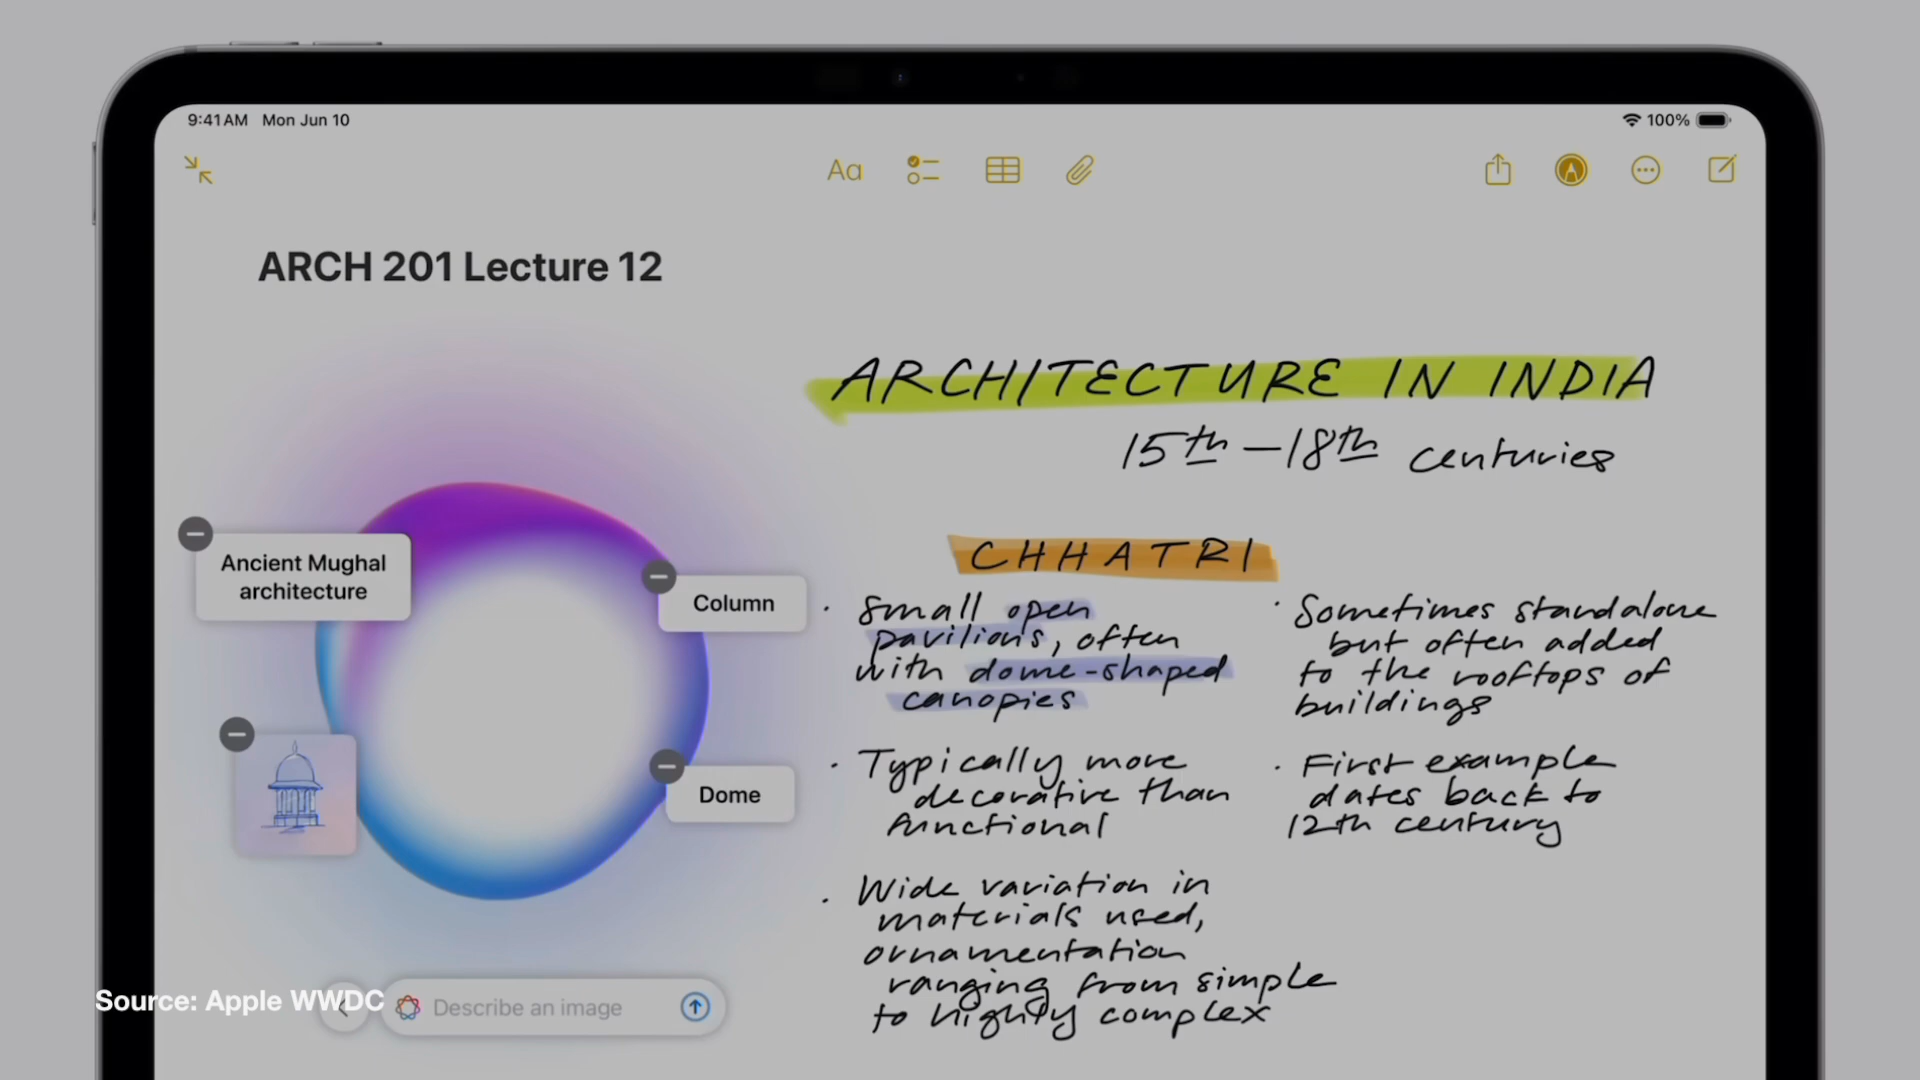 9:41 AM Mon Jun 10
100%
Aa
ARCH 201 Lecture 12
ARCHITECTURE IN INDIA
15th - 18th centuries
Ancient Mughal
architecture
Column
Dome
CHHATRI
· Small open
pavilions, often
with dome-shaped
canopies
· Typically more
decorative than
functional
· Wide variation in
materials used,
ornamentation
ranging from simple
to highly complex
· Sometimes standalone
but often added
to the rooftops of
buildings
· First example
dates back to
12th century
Describe an image
Source: Apple WWDC